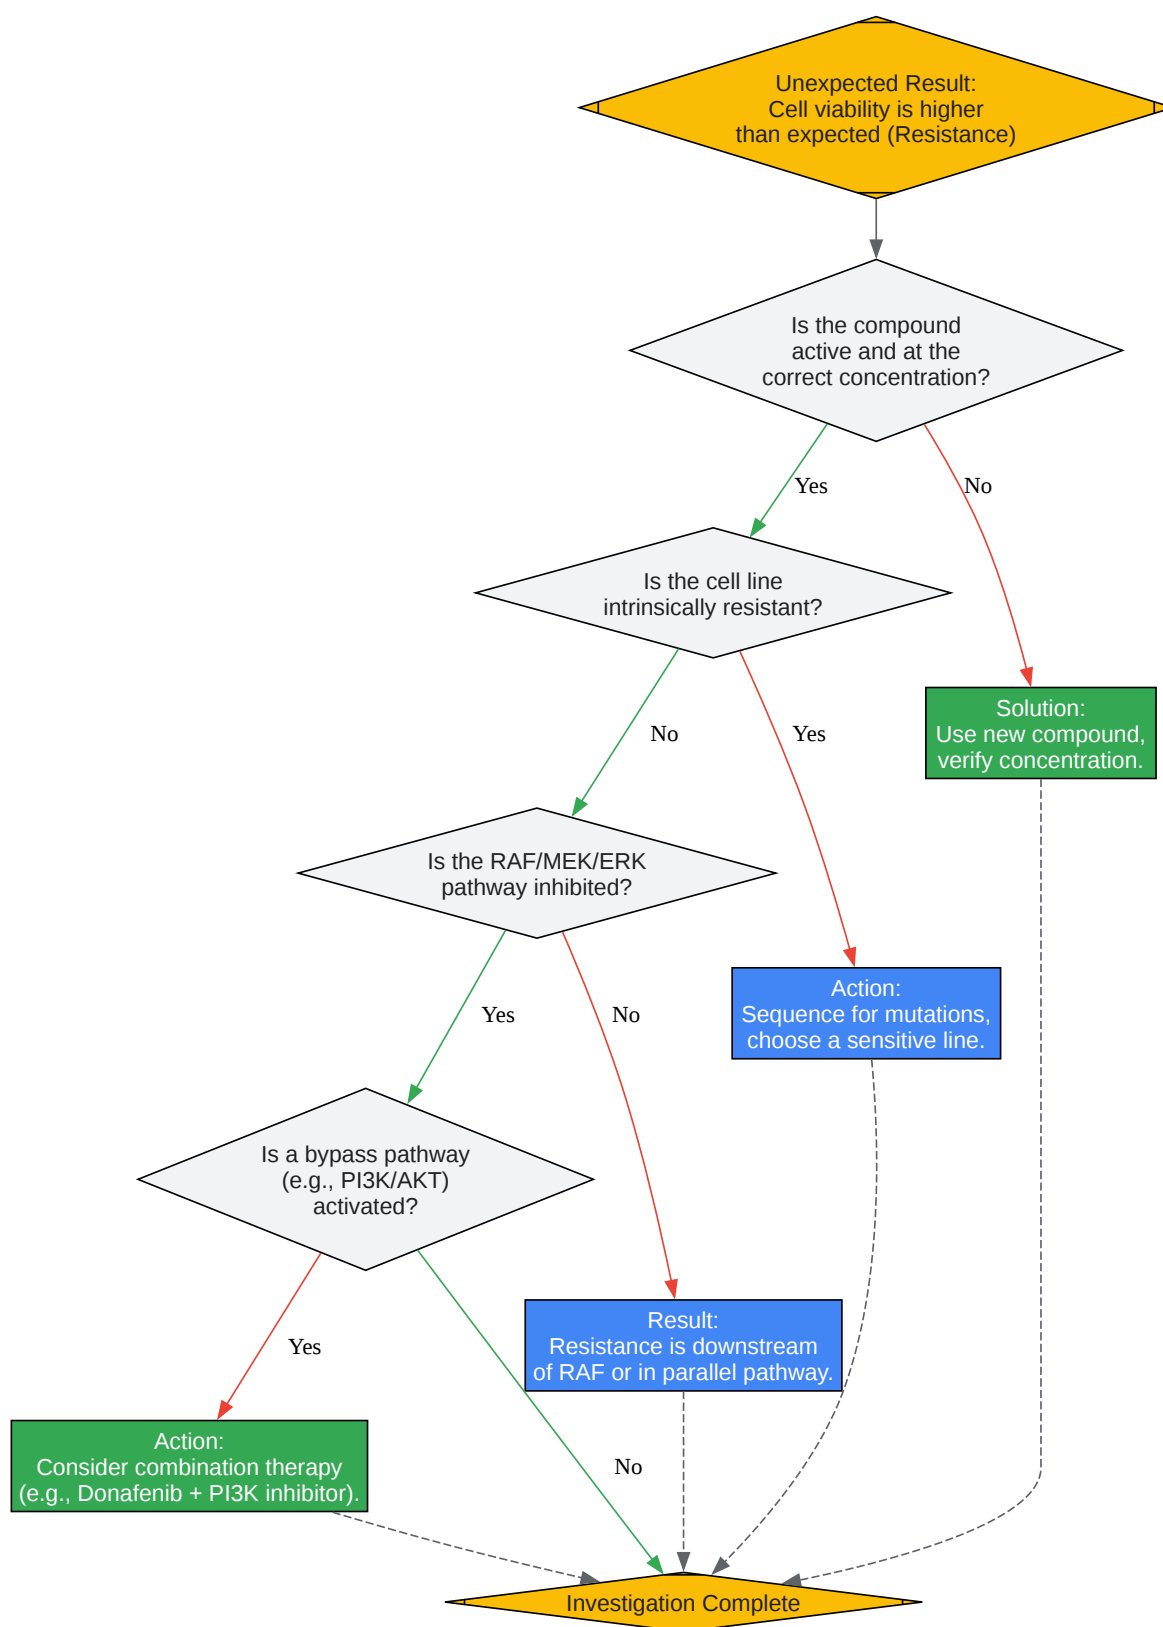 Unexpected Result:
Cell viability is higher
than expected (Resistance)
Is the compound
active and at the
correct concentration?
Yes
No
Is the cell line
intrinsically resistant?
Solution:
Use new compound,
verify concentration.
No
Yes
Is the RAF/MEK/ERK
pathway inhibited?
Action:
Sequence for mutations,
choose a sensitive line.
Yes
No
Is a bypass pathway
(e.g., PI3K/AKT)
activated?
Result:
Resistance is downstream
of RAF or in parallel pathway.
Yes
No
Action:
Consider combination therapy
(e.g., Donafenib + PI3K inhibitor).
Investigation Complete